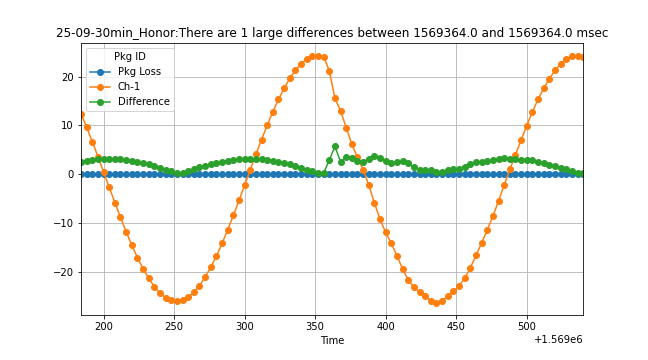 25-09-30min_Honor:There are 1 large differences between 1569364.0 and 1569364.0 msec
Pkg ID
Pkg Loss
Ch-1
Difference
20
10
0
−10
−20
200
250
300
350
400
450
500
+1.569e6
Time